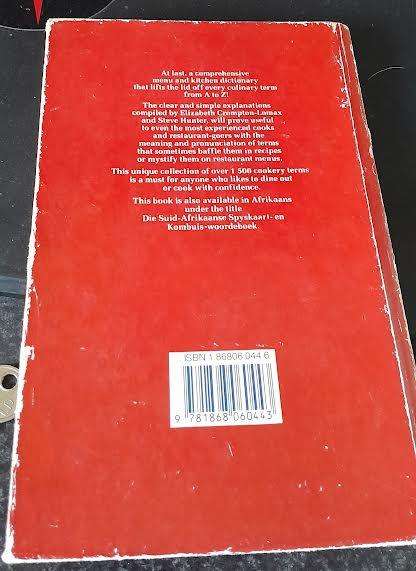 At last, a comprehensive
menu and kitchen dictionary
that lifts the lid off every culinary term
from A to Z!
The clear and simple explanations
compiled by Elizabeth Crompton-Lomax
and Steve Hunter, will prove useful
to even the most experienced cooks
and restaurant-goers with the
meaning and pronunciation of terms
that sometimes baffle them in recipes
or mystify them on restaurant menus.
This unique collection of over 1 500 cookery terms
is a must for anyone who likes to dine out
or cook with confidence.
This book is also available in Afrikaans
under the title
Die Suid-Afrikaanse Spyskaart- en
Kombuis-woordeboek
ISBN 1 86806 044 6
9 781868 060443